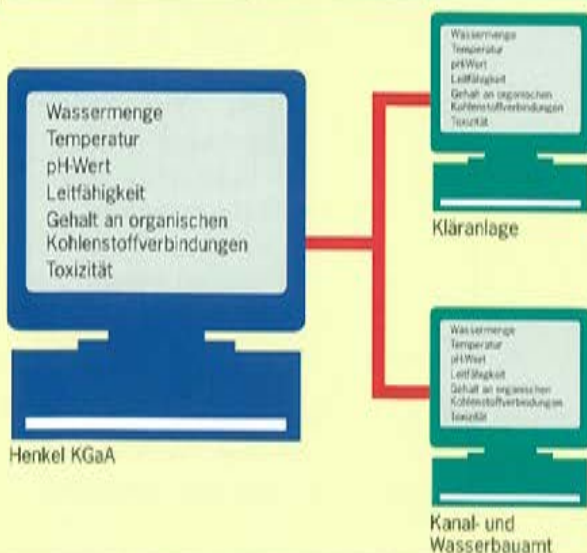 Wassermenge
Temperatur
pH-Wert
Leitfähigkeit
Gehalt an organischen
Kohlenstoffverbindungen
Toxizität
Henkel KGaA
Wassermenge
Temperatur
pH-Wert
Leitfähigkeit
Gehalt an organischen
Kohlenstoffverbindungen
Toxizität
Kläranlage
Wassermenge
Temperatur
pH-Wert
Leitfähigkeit
Gehalt an organischen
Kohlenstoffverbindungen
Toxizität
Kanal- und
Wasserbauamt